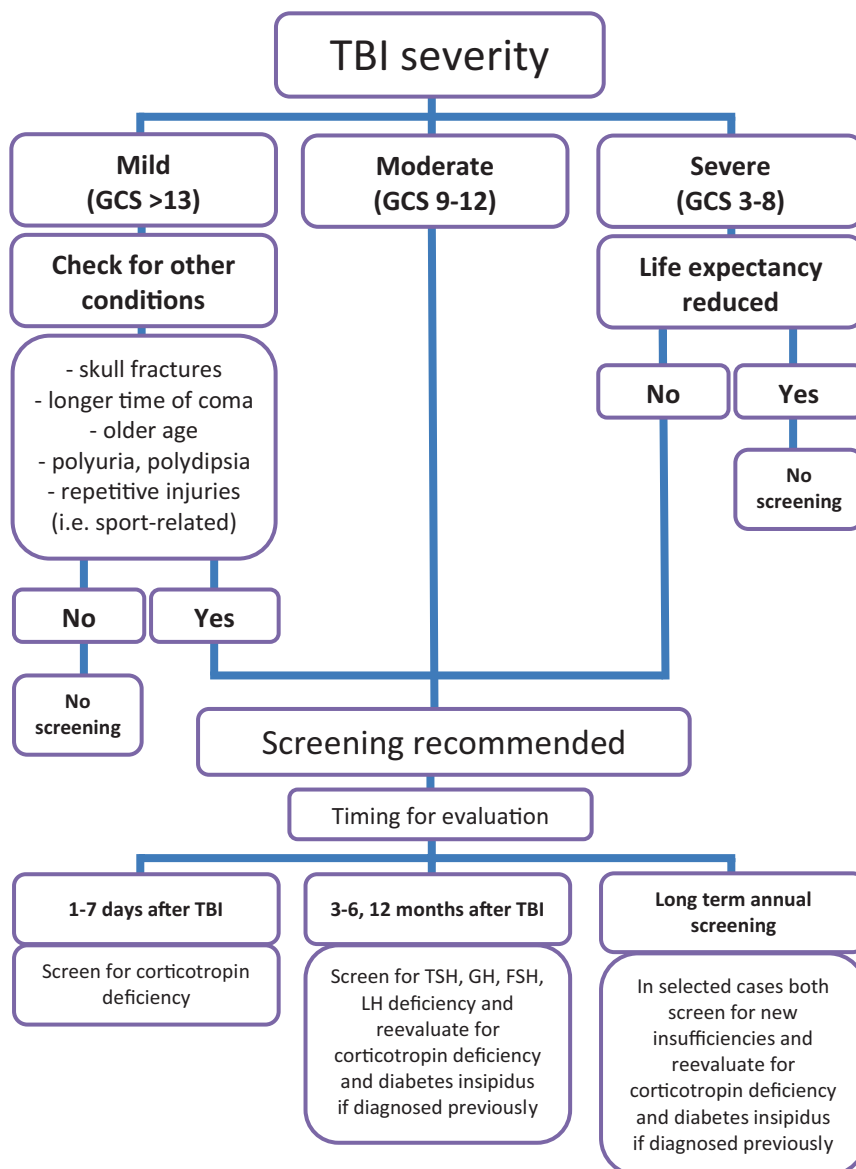 TBI severity
Mild
(GCS >13)
Moderate
(GCS 9-12)
Severe
(GCS 3-8)
Check for other
conditions
Life expectancy
reduced
- skull fractures
- longer time of coma
- older age
- polyuria, polydipsia
- repetitive injuries
(i.e. sport-related)
No
Yes
No
screening
No
Yes
No
screening
Screening recommended
Timing for evaluation
1-7 days after TBI
Screen for corticotropin
deficiency
3-6, 12 months after TBI
Screen for TSH, GH, FSH,
LH deficiency and
reevaluate for
corticotropin deficiency
and diabetes insipidus
if diagnosed previously
Long term annual
screening
In selected cases both
screen for new
insufficiencies and
reevaluate for
corticotropin deficiency
and diabetes insipidus
if diagnosed previously